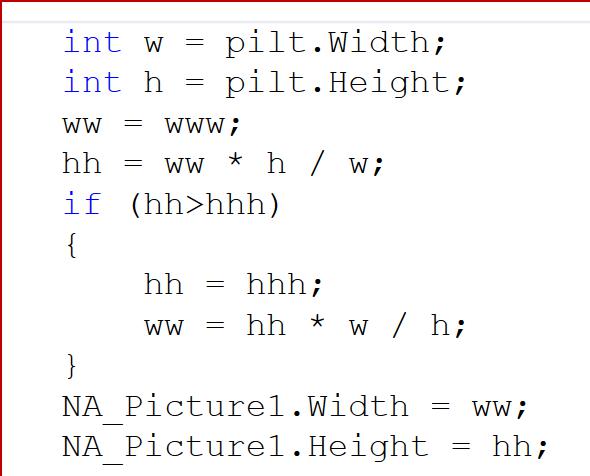 int w = pilt.Width;
int h = pilt.Height;
ww = www;
hh = ww * h / w;
if (hh>hhh)
{
hh = hhh;
ww = hh * w / h;
}
NA_Picture1.Width = ww;
NA_Picture1.Height = hh;